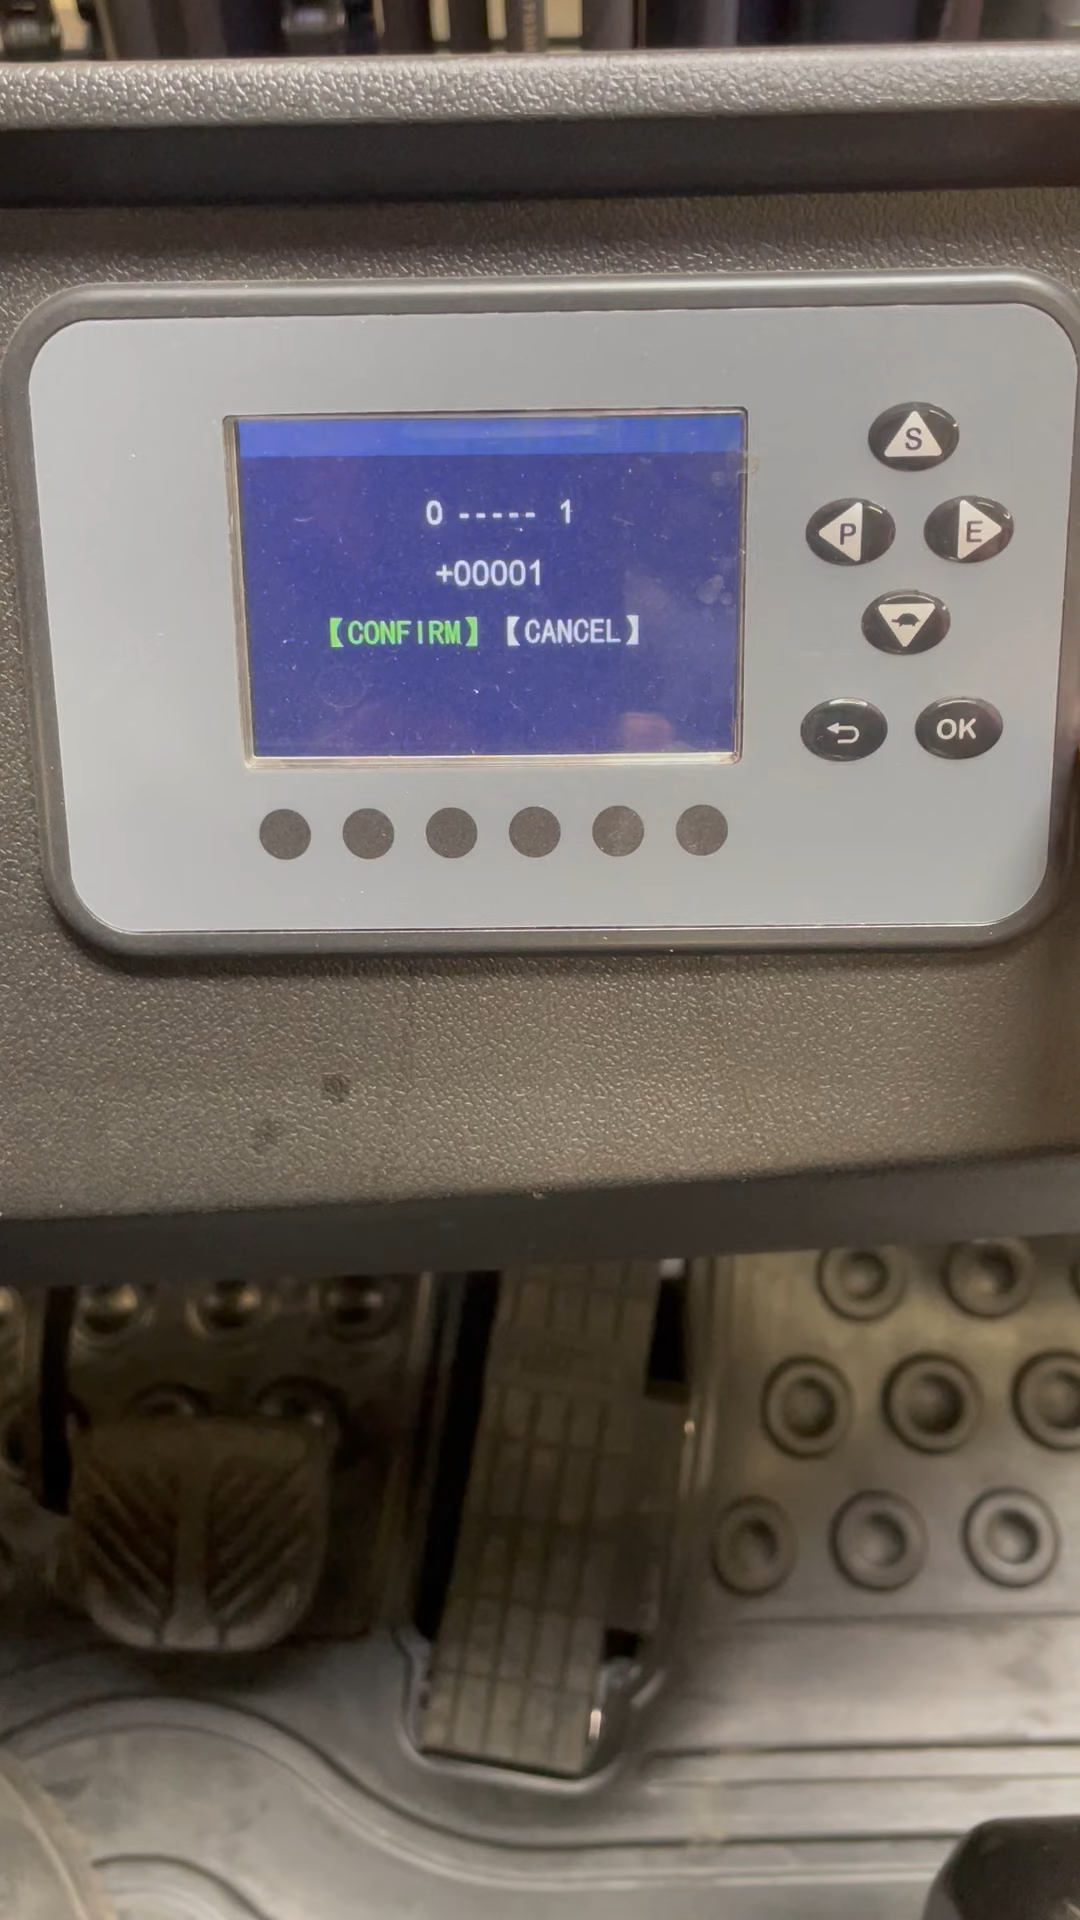 0 ----- 1
+00001
【CONFIRM】 【CANCEL】
S
P E
OK